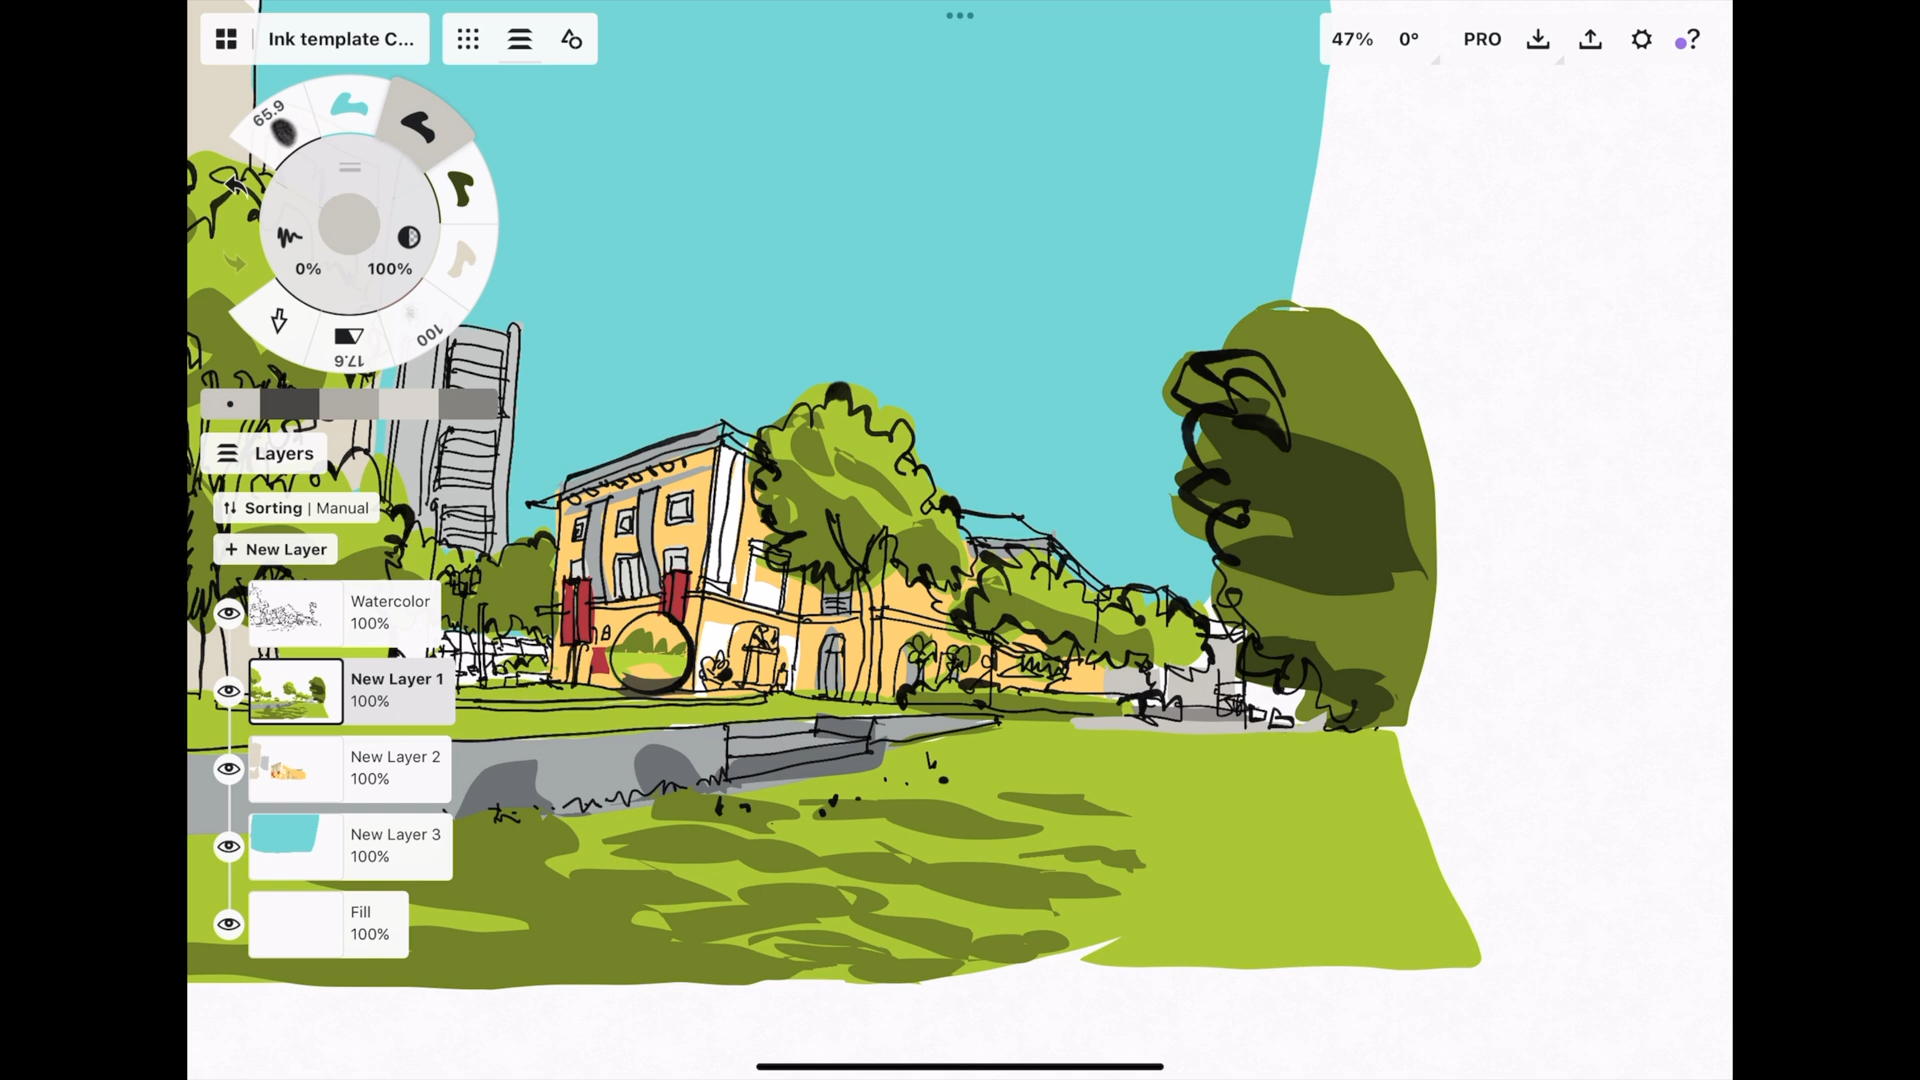 Ink template C...
47% 0° PRO ?
65.9
0% 100%
100
17.6
Layers
Sorting | Manual
+ New Layer
Watercolor
100%
New Layer 1
100%
New Layer 2
100%
New Layer 3
100%
Fill
100%